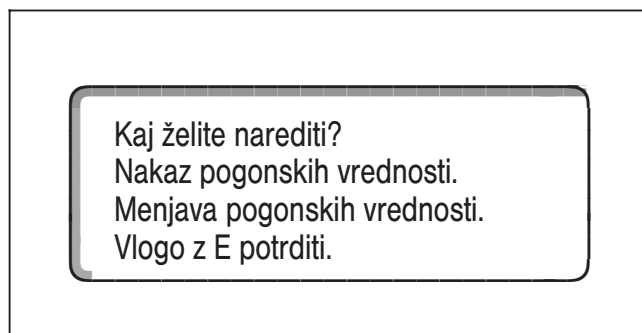 Kaj želite narediti?
Nakaz pogonskih vrednosti.
Menjava pogonskih vrednosti.
Vlogo z E potrditi.